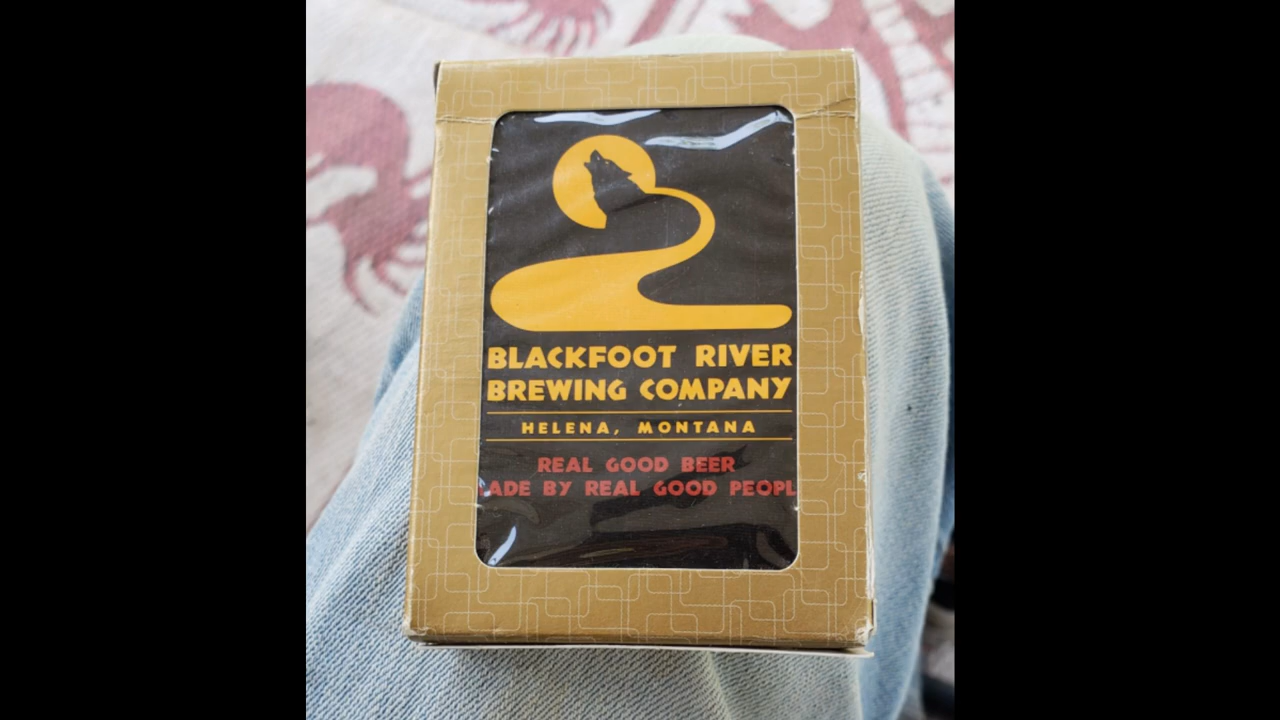 BLACKFOOT RIVER
BREWING COMPANY
HELENA, MONTANA
REAL GOOD BEER
ADE BY REAL GOOD PEOPL